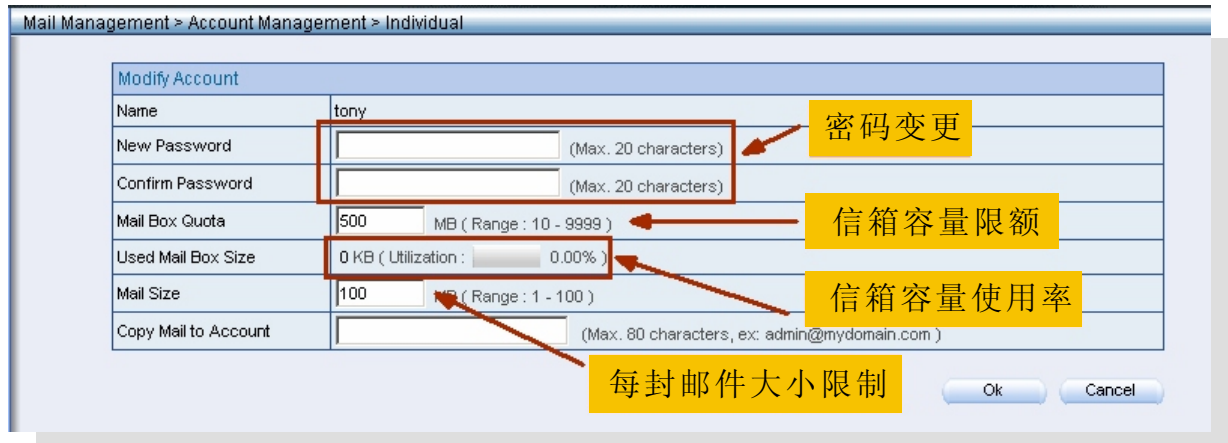 Mail Management > Account Management > Individual
Modify Account
Name tony
New Password (Max. 20 characters)
密码变更
Confirm Password (Max. 20 characters)
Mail Box Quota 500 MB ( Range : 10 - 9999 )
信箱容量限额
Used Mail Box Size 0 KB ( Utilization : 0.00% )
信箱容量使用率
Mail Size 100 MB ( Range : 1 - 100 )
Copy Mail to Account (Max. 80 characters, ex: admin@mydomain.com )
每封邮件大小限制
Ok Cancel